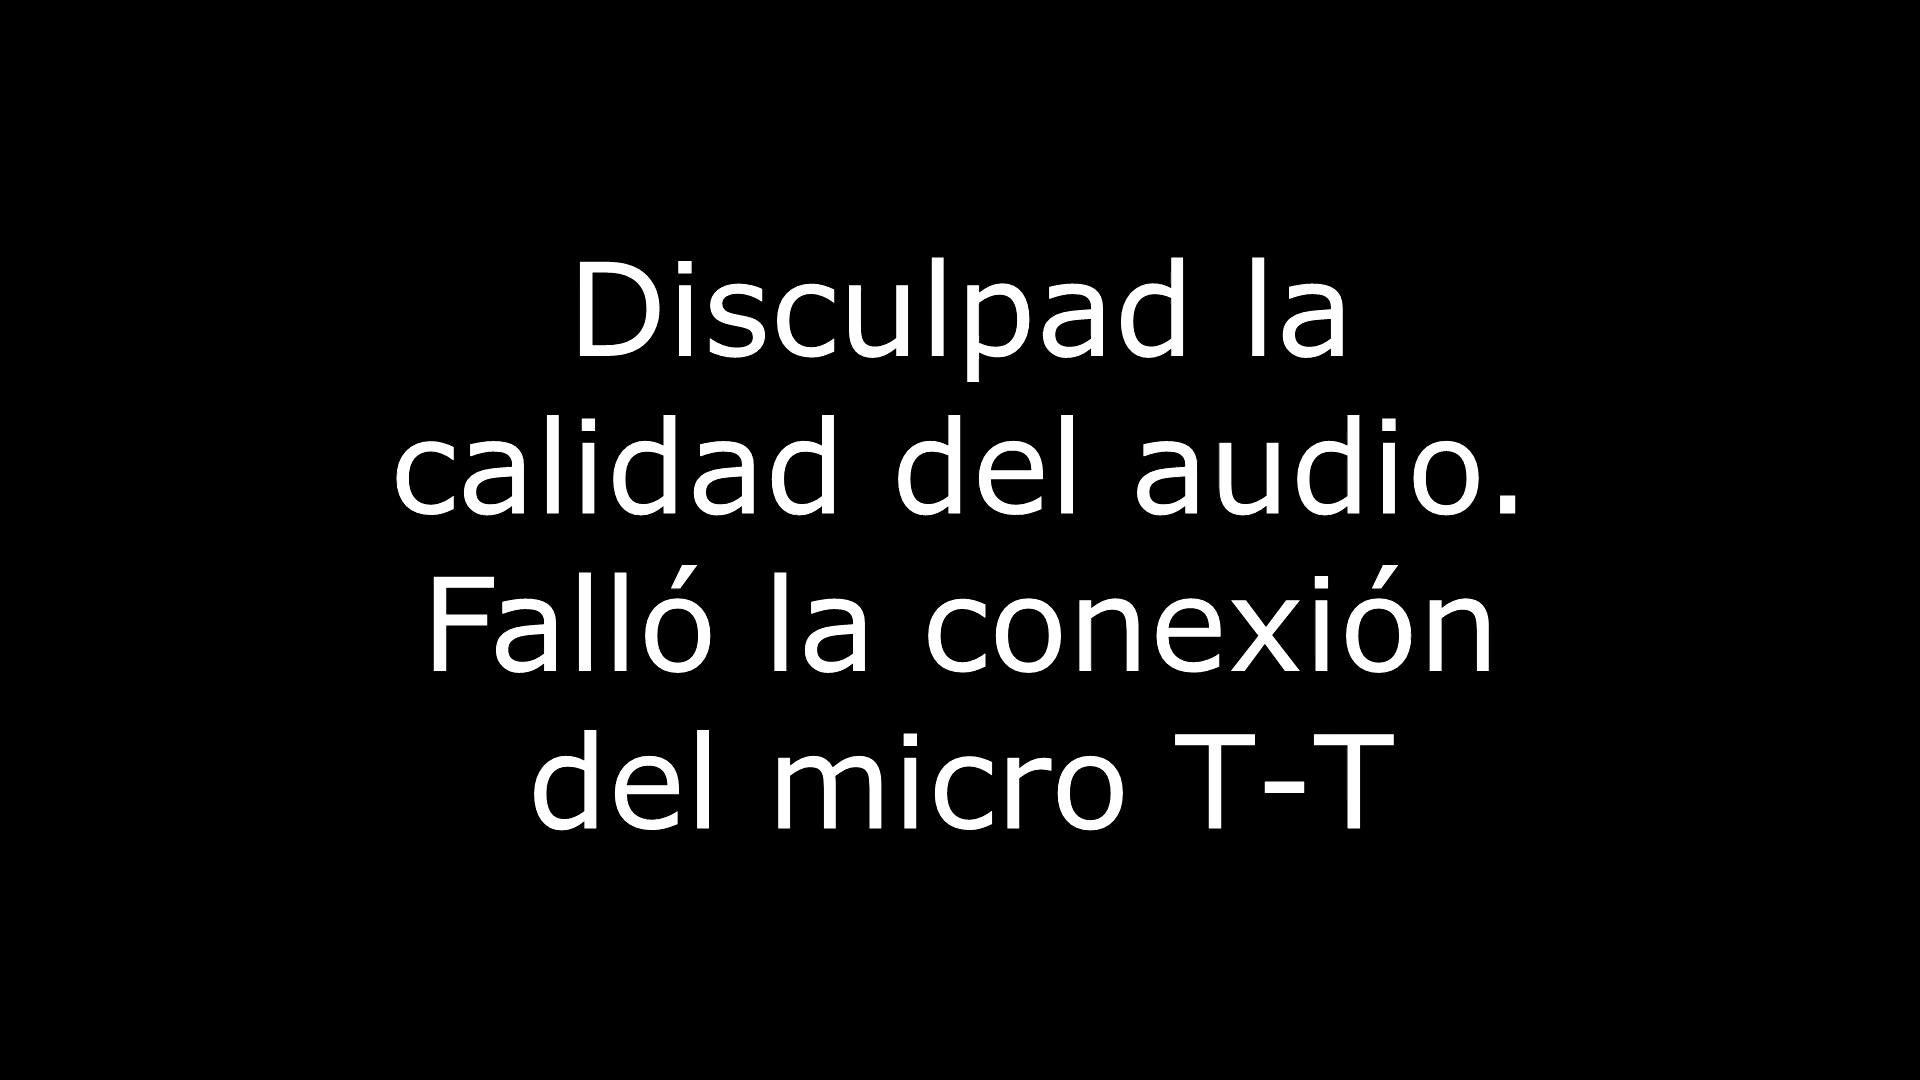 Disculpad la
calidad del audio.
Falló la conexión
del micro T-T